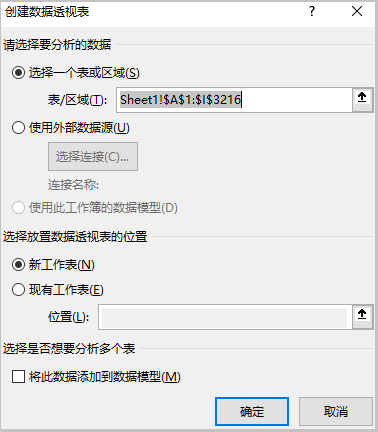 创建数据透视表 ? ×
请选择要分析的数据
选择一个表或区域(S)
表/区域(T): Sheet1!$A$1:$I$3216
使用外部数据源(U)
选择连接(C)...
连接名称:
使用此工作簿的数据模型(D)
选择放置数据透视表的位置
新工作表(N)
现有工作表(E)
位置(L):
选择是否想要分析多个表
将此数据添加到数据模型(M)
确定 取消